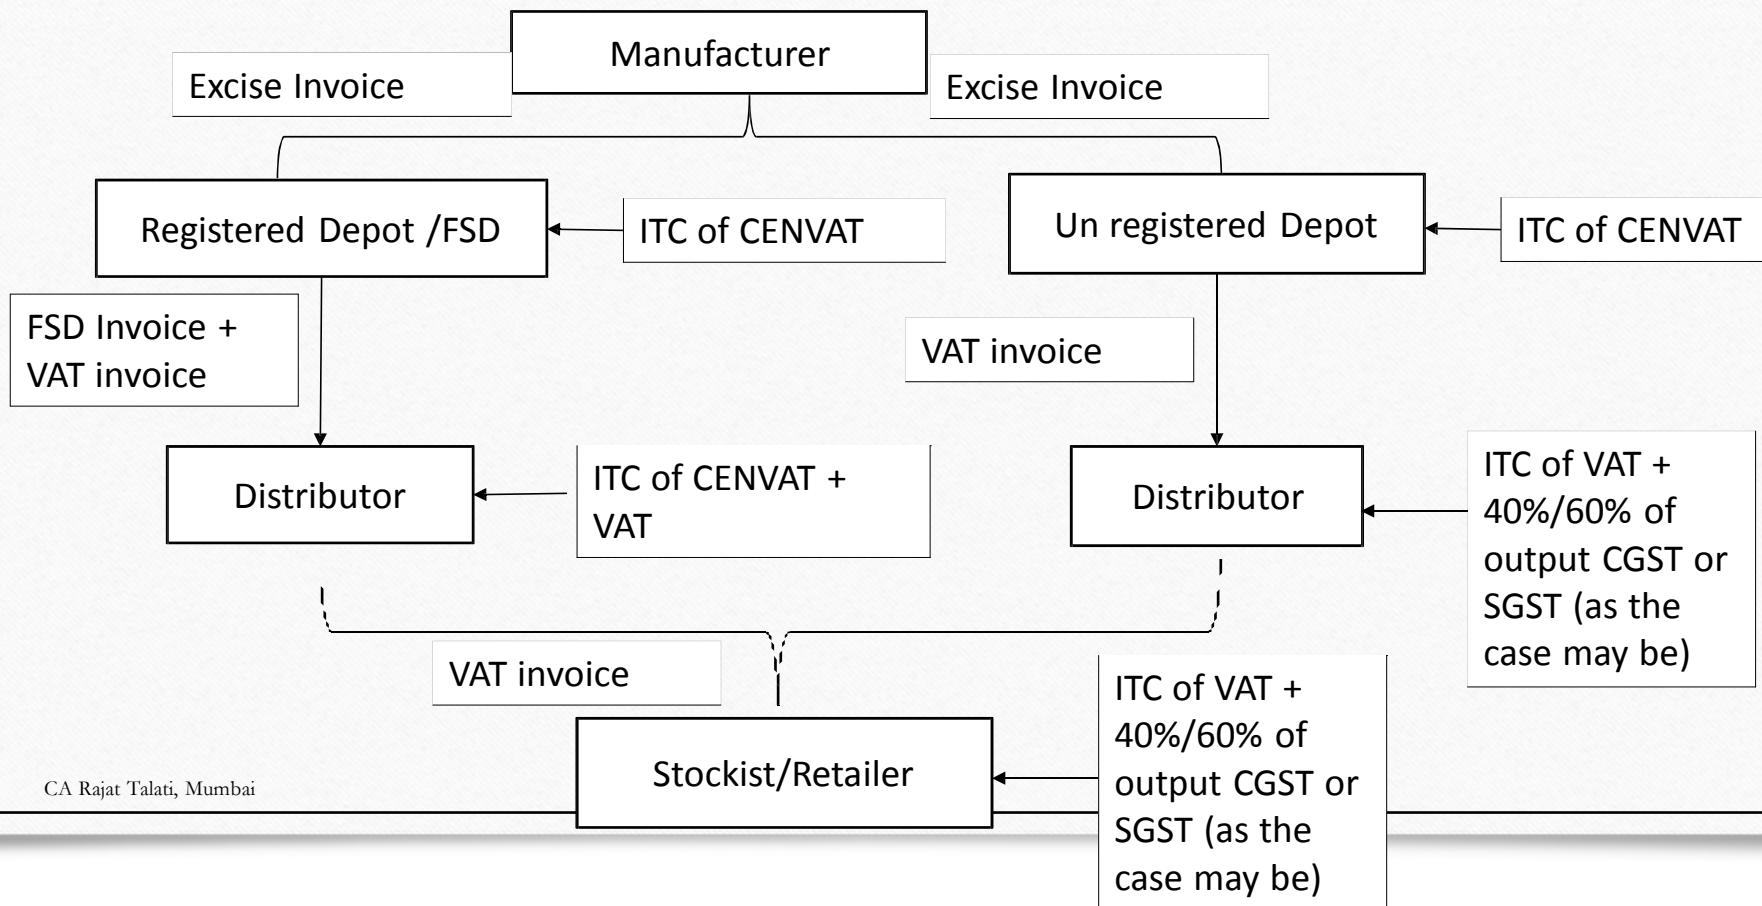 Manufacturer
Excise Invoice
Excise Invoice
Registered Depot /FSD
ITC of CENVAT
Un registered Depot
ITC of CENVAT
FSD Invoice +
VAT invoice
VAT invoice
Distributor
ITC of CENVAT +
VAT
Distributor
ITC of VAT +
40%/60% of
output CGST or
SGST (as the
case may be)
VAT invoice
Stockist/Retailer
ITC of VAT +
40%/60% of
output CGST or
SGST (as the
case may be)
CA Rajat Talati, Mumbai